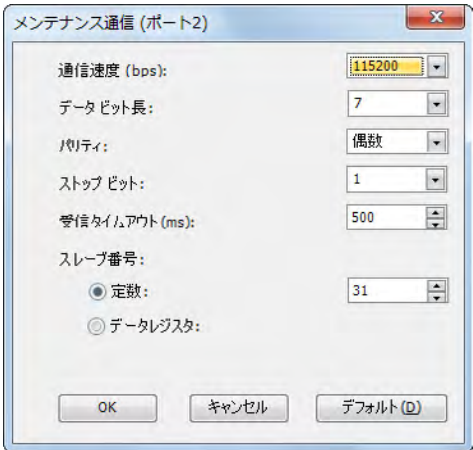 メンテナンス通信 (ポート2)
通信速度 (bps): 115200
データ ビット長: 7
パリティ: 偶数
ストップ ビット: 1
受信タイムアウト(ms): 500
スレーブ番号:
定数: 31
データレジスタ:
OK キャンセル デフォルト(D)